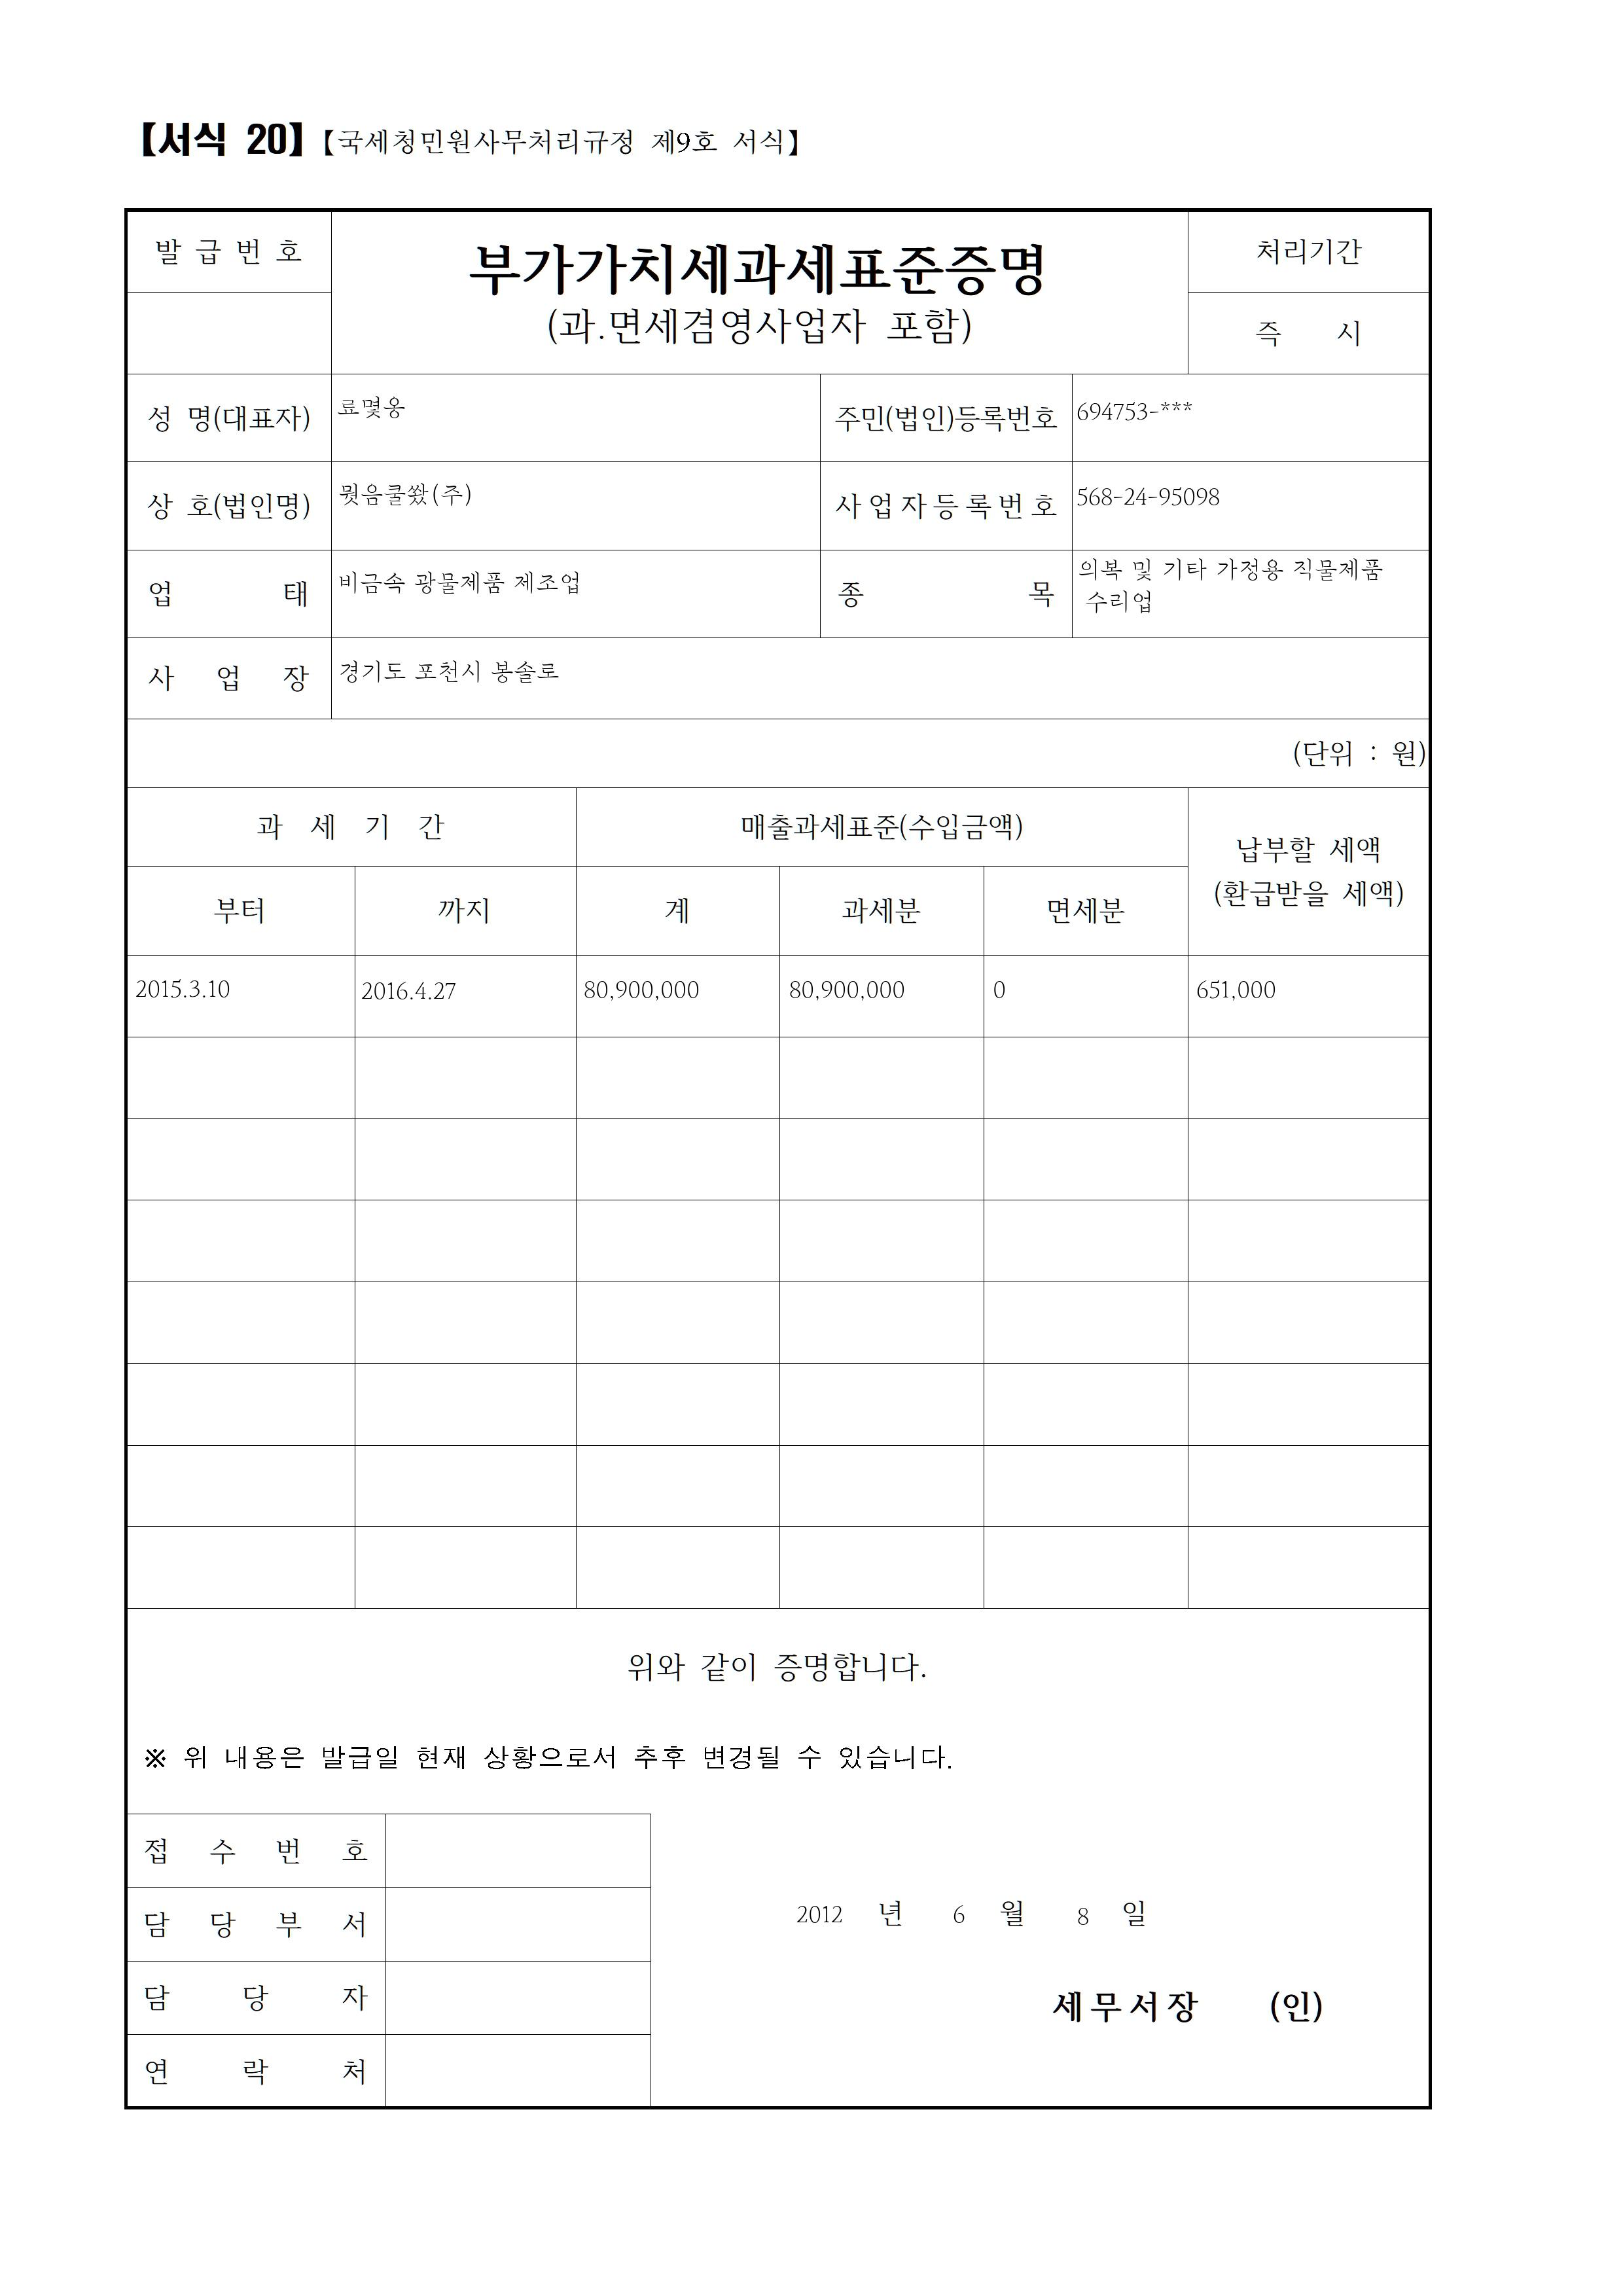 【서식 20】【국세청민원사무처리규정 제9호 서식】
발 급 번 호
부가가치세과세표준증명
(과.면세겸영사업자 포함)
처리기간
즉 시
성 명(대표자) 료몇옹 주민(법인)등록번호 694753-***
상 호(법인명) 묏음쿨쐈(주) 사업자등록번호 568-24-95098
업 태 비금속 광물제품 제조업 종 목 의복 및 기타 가정용 직물제품
수리업
사 업 장 경기도 포천시 봉솔로
(단위 : 원)
과 세 기 간 매출과세표준(수입금액) 납부할 세액
(환급받을 세액)
부터 까지 계 과세분 면세분
2015.3.10 2016.4.27 80,900,000 80,900,000 0 651,000
위와 같이 증명합니다.
※ 위 내용은 발급일 현재 상황으로서 추후 변경될 수 있습니다.
접 수 번 호
담 당 부 서
담 당 자
연 락 처
2012 년 6 월 8 일
세무서장 (인)